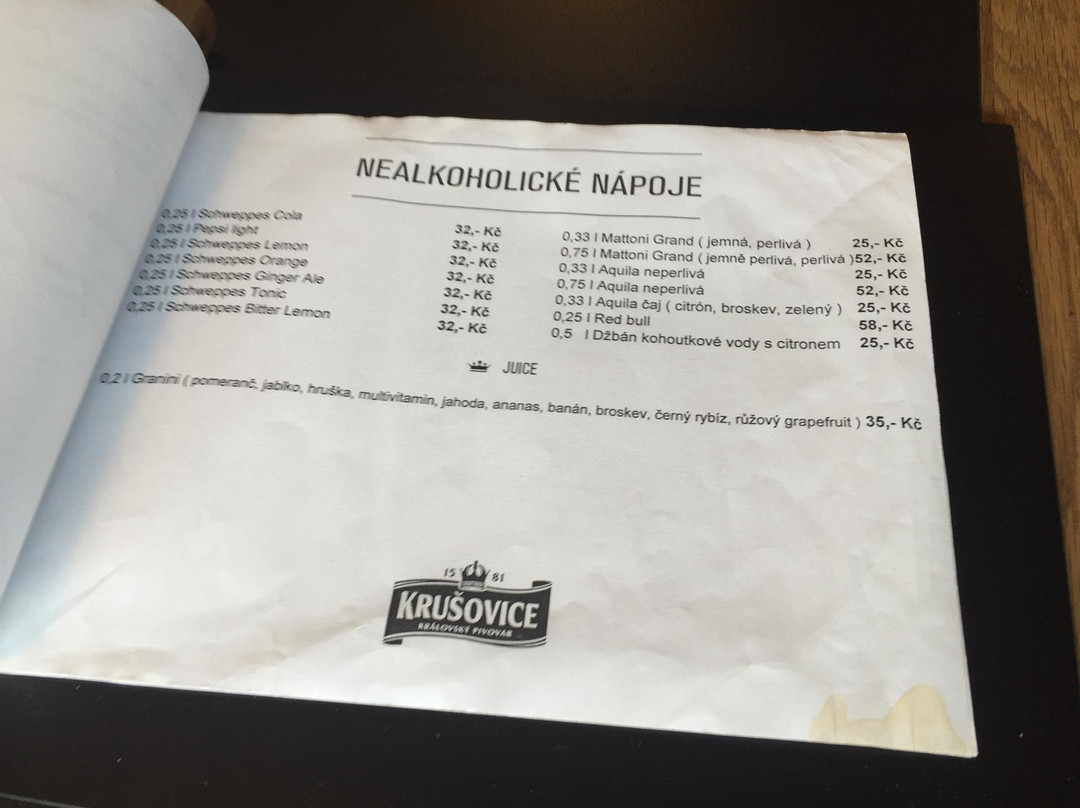 NEALKOHOLICKÉ NÁPOJE
0,25 l Schweppes Cola 32,- Kč
0,25 l Pepsi light 32,- Kč
0,25 l Schweppes Lemon 32,- Kč
0,25 l Schweppes Orange 32,- Kč
0,25 l Schweppes Ginger Ale 32,- Kč
0,25 l Schweppes Tonic 32,- Kč
0,25 l Schweppes Bitter Lemon 32,- Kč
0,33 l Mattoni Grand ( jemná, perlivá ) 25,- Kč
0,75 l Mattoni Grand ( jemně perlivá, perlivá ) 52,- Kč
0,33 l Aquila neperlivá 25,- Kč
0,75 l Aquila neperlivá 52,- Kč
0,33 l Aquila čaj ( citrón, broskev, zelený ) 25,- Kč
0,25 l Red bull 58,- Kč
0,5 l Džbán kohoutkové vody s citronem 25,- Kč
JUICE
0,2 l Granini ( pomeranč, jablko, hruška, multivitamin, jahoda, ananas, banán, broskev, černý rybíz, růžový grapefruit ) 35,- Kč
15 81
KRUŠOVICE
KRÁLOVSKÝ PIVOVAR